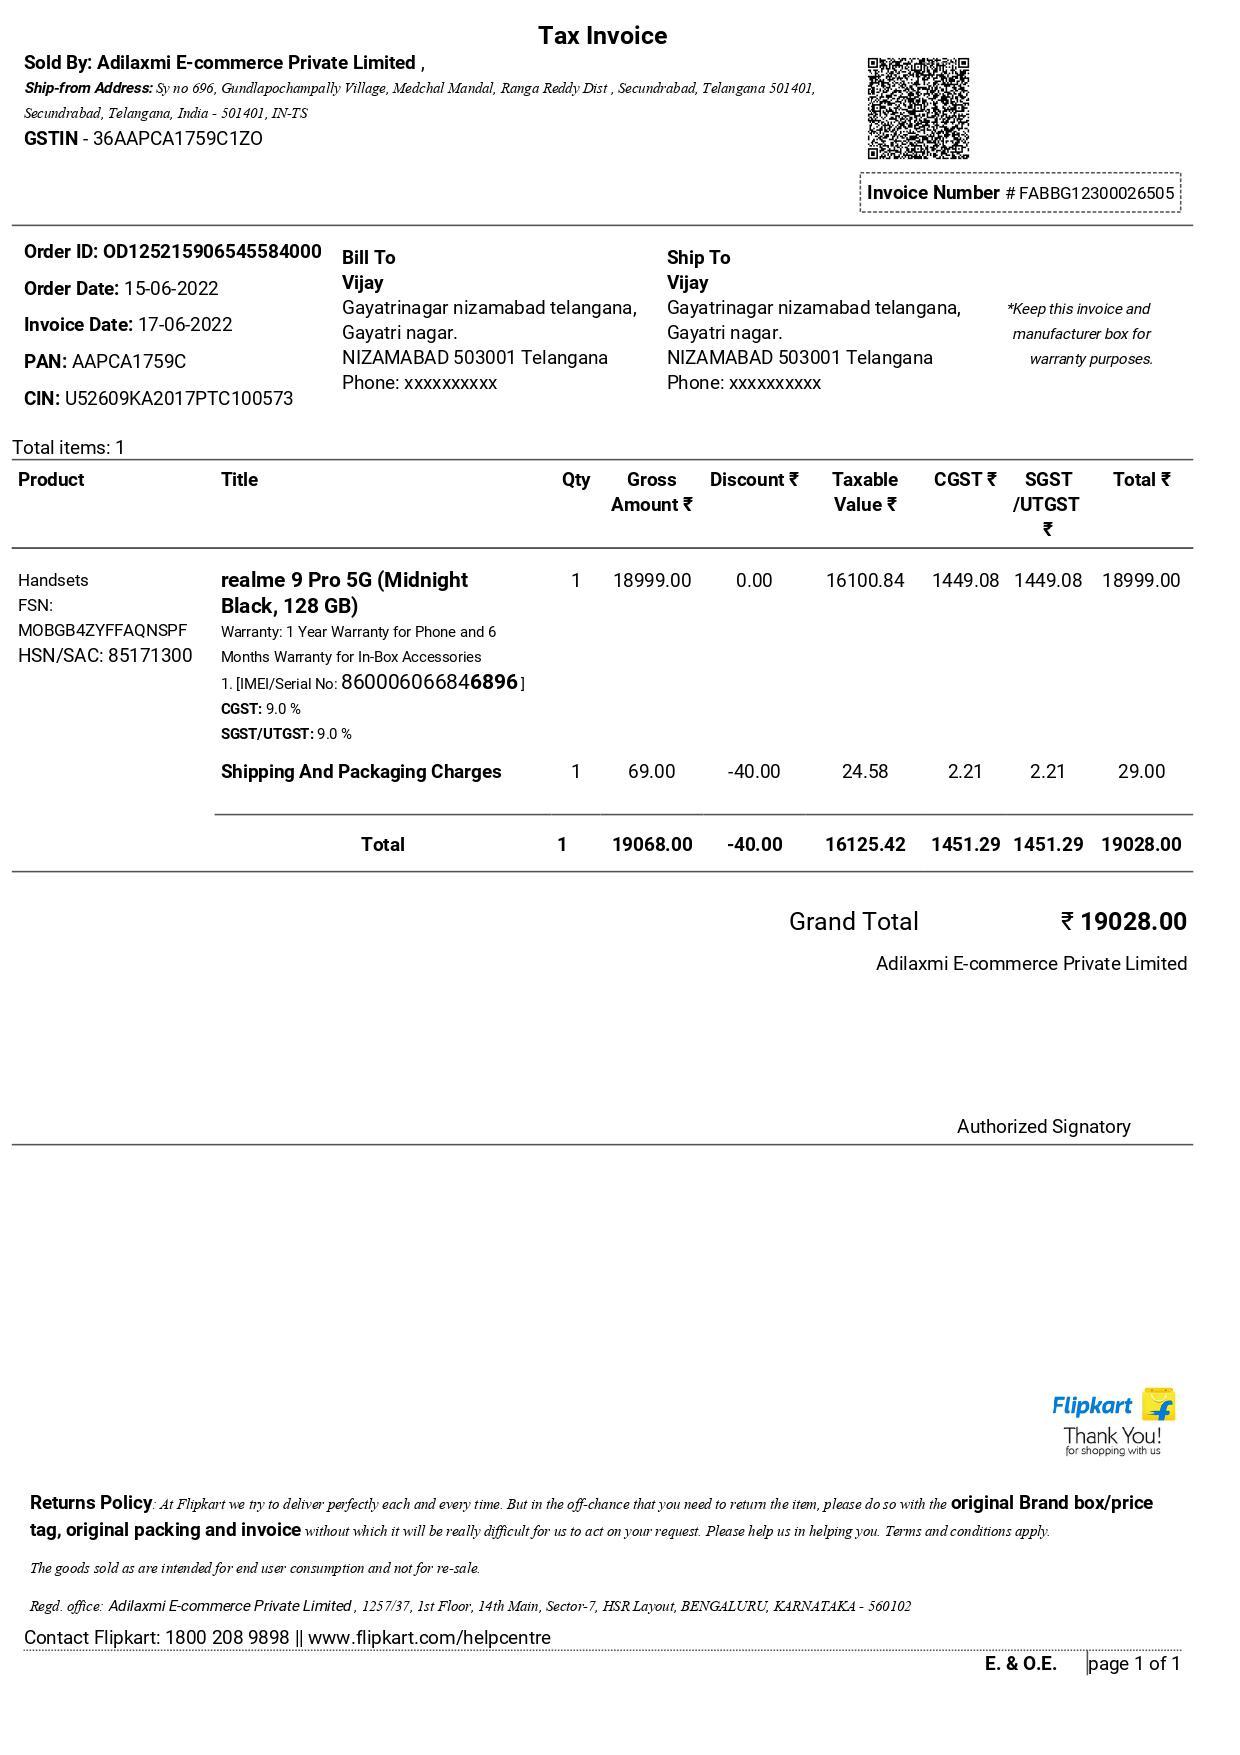 Tax Invoice
Sold By: Adilaxmi E-commerce Private Limited ,
Ship-from Address: Sy no 696, Gundlapochampally Village, Medchal Mandal, Ranga Reddy Dist , Secundrabad, Telangana 501401,
Secundrabad, Telangana, India - 501401, IN-TS
GSTIN - 36AAPCA1759C1ZO
Invoice Number # FABBG12300026505
Order ID: OD125215906545584000
Order Date: 15-06-2022
Invoice Date: 17-06-2022
PAN: AAPCA1759C
CIN: U52609KA2017PTC100573
Bill To
Vijay
Gayatrinagar nizamabad telangana,
Gayatri nagar.
NIZAMABAD 503001 Telangana
Phone: xxxxxxxxxx
Ship To
Vijay
Gayatrinagar nizamabad telangana,
Gayatri nagar.
NIZAMABAD 503001 Telangana
Phone: xxxxxxxxxx
*Keep this invoice and
manufacturer box for
warranty purposes.
Total items: 1
Product Title Qty Gross Discount ₹ Taxable CGST ₹ SGST Total ₹
Amount ₹ Value ₹ /UTGST
₹
Handsets realme 9 Pro 5G (Midnight 1 18999.00 0.00 16100.84 1449.08 1449.08 18999.00
FSN: Black, 128 GB)
MOBGB4ZYFFAQNSPF Warranty: 1 Year Warranty for Phone and 6
HSN/SAC: 85171300 Months Warranty for In-Box Accessories
1. [IMEI/Serial No: 860006066846896 ]
CGST: 9.0 %
SGST/UTGST: 9.0 %
Shipping And Packaging Charges 1 69.00 -40.00 24.58 2.21 2.21 29.00
Total 1 19068.00 -40.00 16125.42 1451.29 1451.29 19028.00
Grand Total ₹ 19028.00
Adilaxmi E-commerce Private Limited
Authorized Signatory
Flipkart
Thank You!
for shopping with us
Returns Policy: At Flipkart we try to deliver perfectly each and every time. But in the off-chance that you need to return the item, please do so with the original Brand box/price
tag, original packing and invoice without which it will be really difficult for us to act on your request. Please help us in helping you. Terms and conditions apply.
The goods sold as are intended for end user consumption and not for re-sale.
Regd. office: Adilaxmi E-commerce Private Limited , 1257/37, 1st Floor, 14th Main, Sector-7, HSR Layout, BENGALURU, KARNATAKA - 560102
Contact Flipkart: 1800 208 9898 || www.flipkart.com/helpcentre
E. & O.E. page 1 of 1